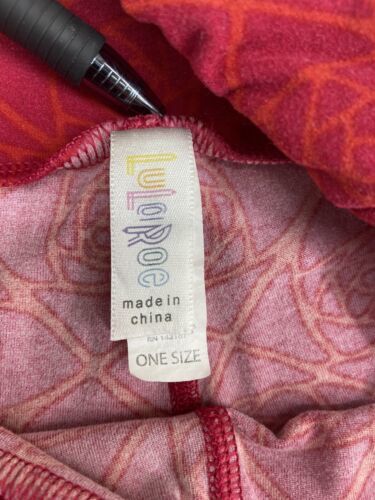 LuLaRoe
made in
china
ONE SIZE